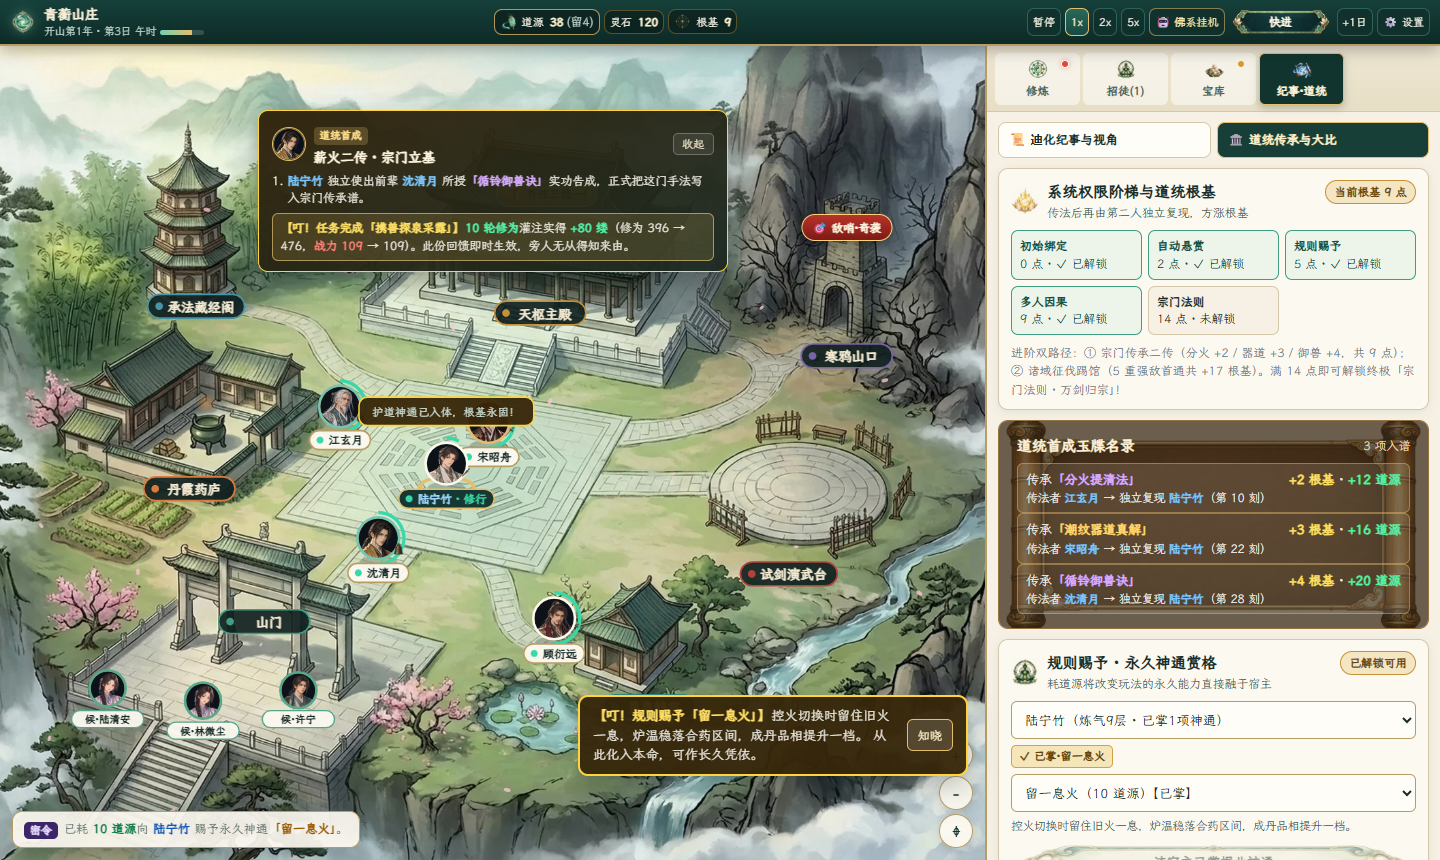 青蘅山庄
开山第1年·第3日 午时
道源 38 (留4)
灵石 120
根基 9
暂停
1x
2x
5x
佛系挂机
快进
+1日
设置
修炼
招徒(1)
宝库
纪事·道统
道统首成
薪火二传·宗门立基
收起
1. 陆宁竹 独立使出前辈 沈清月 所授「循铃御兽诀」实功告成，正式把这门手法写
入宗门传承谱。
【叮！任务完成「携兽探泉采露」】10 轮修为灌注实得 +80 缕（修为 396 →
476，战力 109 → 109）。此份回馈即时生效，旁人无从得知来由。
敌哨·奇袭
承法藏经阁
天枢主殿
寒鸦山口
护道神通已入体，根基永固！
江玄月
宋昭舟
陆宁竹·修行
丹霞药庐
沈清月
试剑演武台
山门
顾衍远
候·陆清安
候·林微尘
候·许宁
【叮！规则赐予「留一息火」】控火切换时留住旧火
一息，炉温稳落合药区间，成丹品相提升一档。 从
此化入本命，可作长久凭依。
知晓
-
密令 已耗 10 道源向 陆宁竹 赐予永久神通「留一息火」。
迪化纪事与视角
道统传承与大比
系统权限阶梯与道统根基
传法后再由第二人独立复现，方涨根基
当前根基 9 点
初始绑定
0 点·✓ 已解锁
自动悬赏
2 点·✓ 已解锁
规则赐予
5 点·✓ 已解锁
多人因果
9 点·✓ 已解锁
宗门法则
14 点·未解锁
进阶双路径：① 宗门传承二传（分火 +2 / 器道 +3 / 御兽 +4，共 9 点）；
② 诸域征伐踢馆（5 重强敌首通共 +17 根基）。满 14 点即可解锁终极「宗
门法则·万剑归宗」！
道统首成玉牒名录
3 项入谱
传承「分火提清法」
+2 根基·+12 道源
传法者 江玄月 → 独立复现 陆宁竹（第 10 刻）
传承「潮纹器道真解」
+3 根基·+16 道源
传法者 宋昭舟 → 独立复现 陆宁竹（第 22 刻）
传承「循铃御兽诀」
+4 根基·+20 道源
传法者 沈清月 → 独立复现 陆宁竹（第 28 刻）
规则赐予·永久神通赏格
耗道源将改变玩法的永久能力直接融于宿主
已解锁可用
陆宁竹（炼气9层·已掌1项神通）
✓ 已掌·留一息火
留一息火（10 道源）【已掌】
控火切换时留住旧火一息，炉温稳落合药区间，成丹品相提升一档。